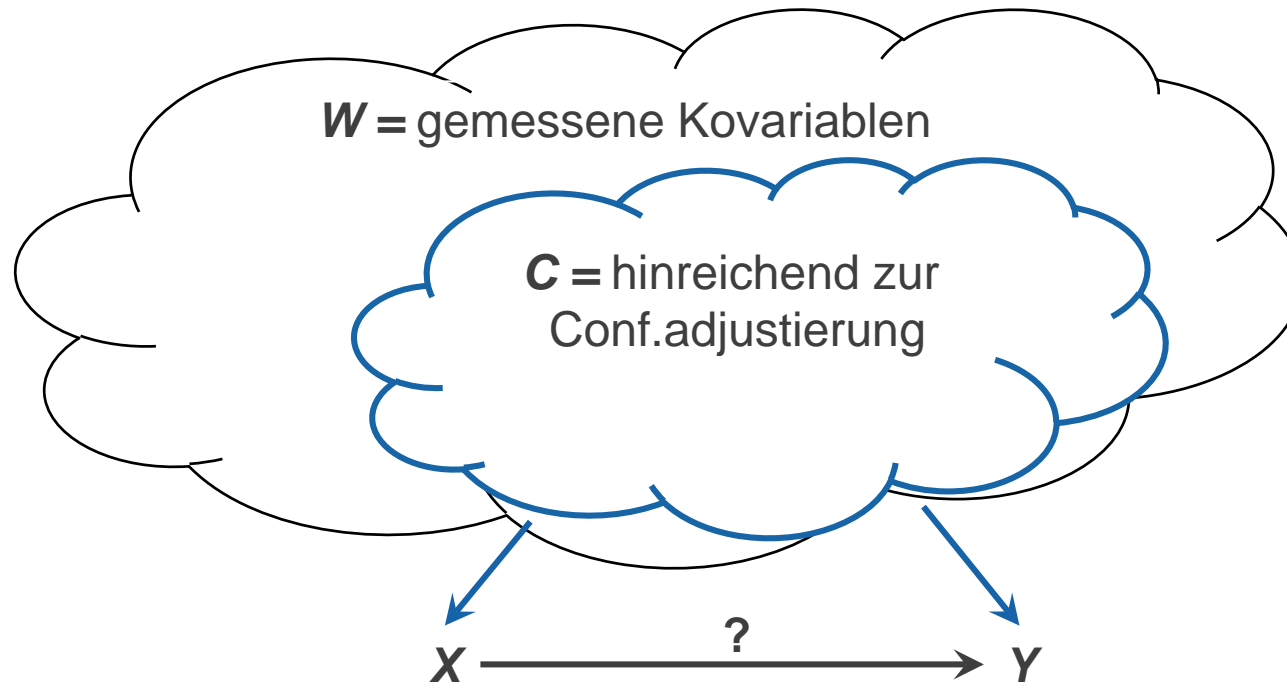 W = gemessene Kovariablen
C = hinreichend zur
Conf.adjustierung
?
X
Y